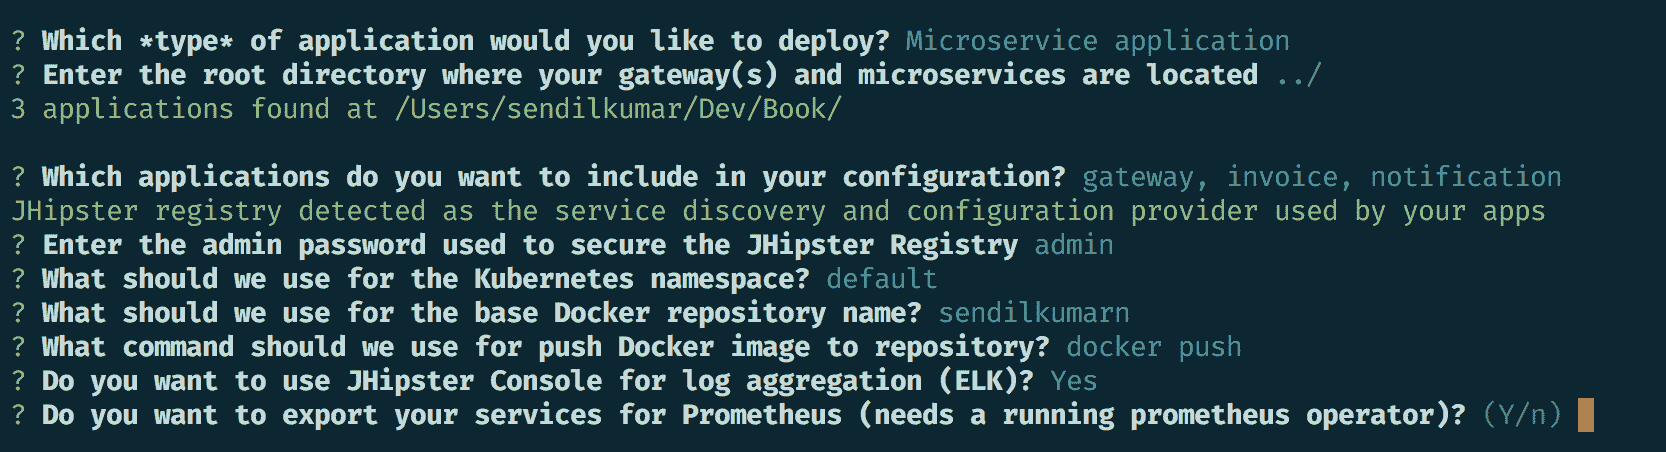 ? Which *type* of application would you like to deploy? Microservice application
? Enter the root directory where your gateway(s) and microservices are located ../
3 applications found at /Users/sendilkumar/Dev/Book/
? Which applications do you want to include in your configuration? gateway, invoice, notification
JHipster registry detected as the service discovery and configuration provider used by your apps
? Enter the admin password used to secure the JHipster Registry admin
? What should we use for the Kubernetes namespace? default
? What should we use for the base Docker repository name? sendilkumarn
? What command should we use for push Docker image to repository? docker push
? Do you want to use JHipster Console for log aggregation (ELK)? Yes
? Do you want to export your services for Prometheus (needs a running prometheus operator)? (Y/n)